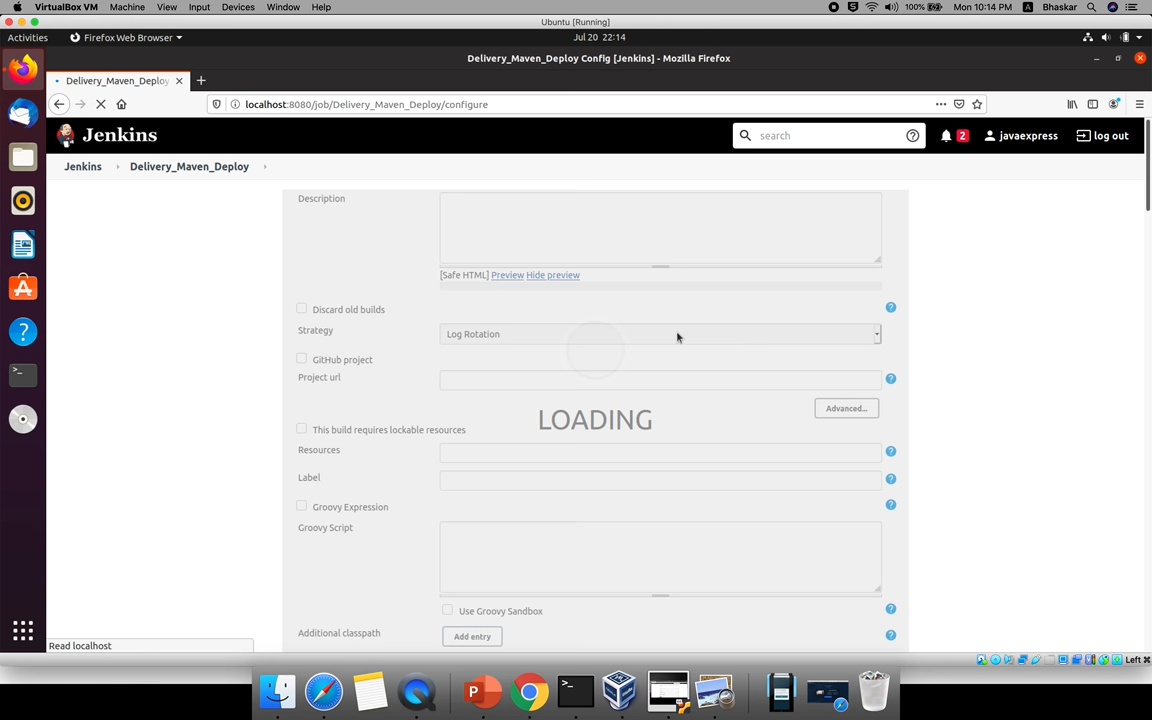 VirtualBox VM Machine View Input Devices Window Help 100% Mon 10:14 PM Bhaskar
Ubuntu [Running]
Activities Firefox Web Browser Jul 20 22:14
Delivery_Maven_Deploy Config [Jenkins] - Mozilla Firefox
Delivery_Maven_Deploy
localhost:8080/job/Delivery_Maven_Deploy/configure
Jenkins search 2 javaexpress log out
Jenkins Delivery_Maven_Deploy
Description
[Safe HTML] Preview Hide preview
Discard old builds
Strategy Log Rotation
GitHub project
Project url
Advanced...
LOADING
This build requires lockable resources
Resources
Label
Groovy Expression
Groovy Script
Use Groovy Sandbox
Additional classpath Add entry
Read localhost
Left ⌘